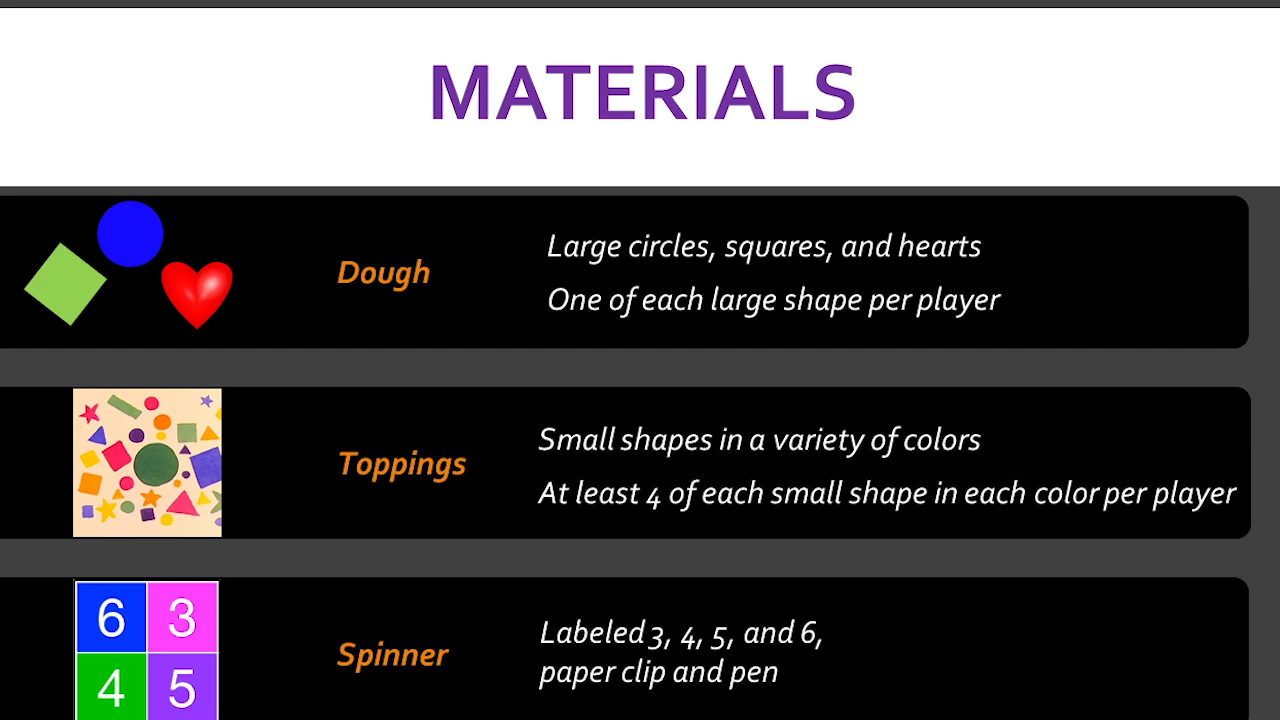 MATERIALS
Dough
Large circles, squares, and hearts
One of each large shape per player
Toppings
Small shapes in a variety of colors
At least 4 of each small shape in each color per player
6 3
4 5
Spinner
Labeled 3, 4, 5, and 6,
paper clip and pen